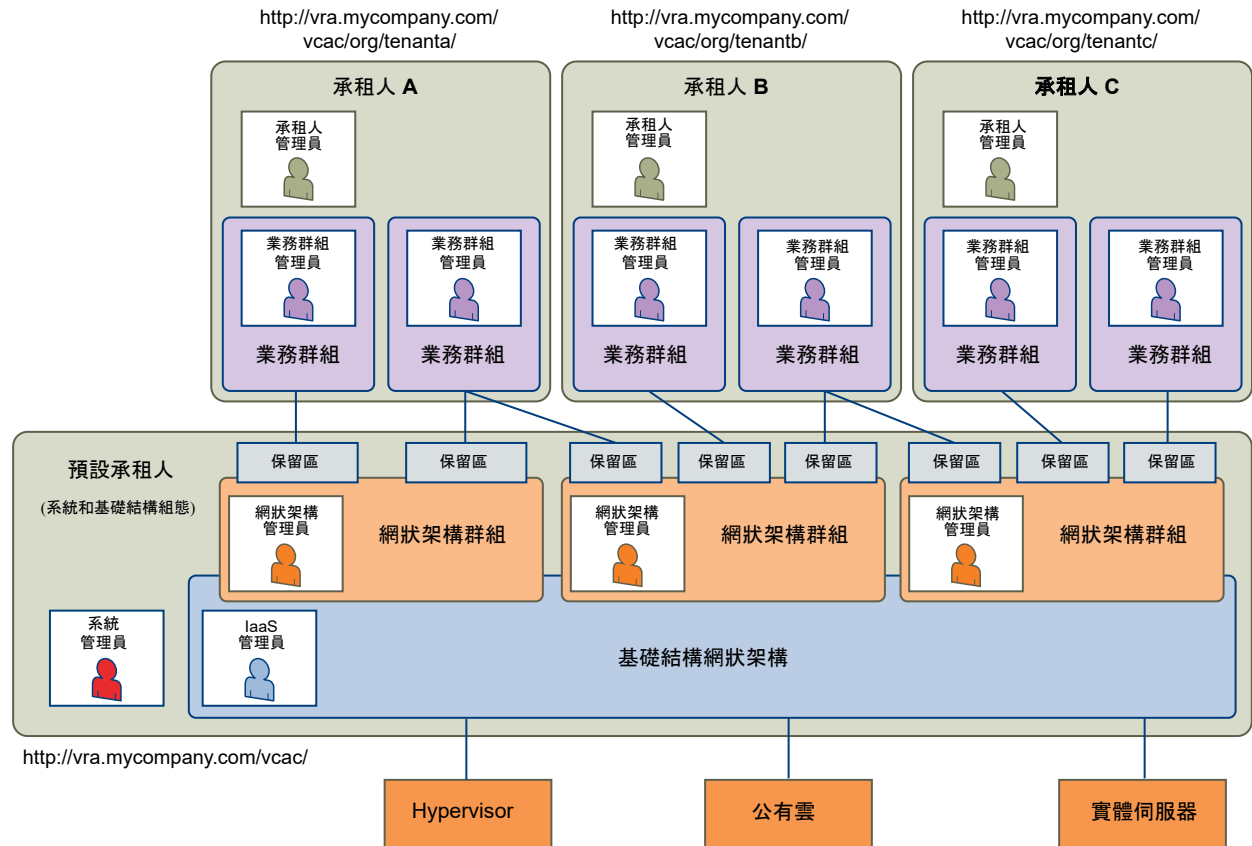 http://vra.mycompany.com/
vcac/org/tenanta/
http://vra.mycompany.com/
vcac/org/tenantb/
http://vra.mycompany.com/
vcac/org/tenantc/
承租人 A
承租人 B
承租人 C
承租人
管理員
承租人
管理員
承租人
管理員
業務群組
管理員
業務群組
管理員
業務群組
管理員
業務群組
管理員
業務群組
管理員
業務群組
管理員
業務群組
業務群組
業務群組
業務群組
業務群組
業務群組
預設承租人
(系統和基礎結構組態)
保留區
保留區
保留區
保留區
保留區
保留區
保留區
保留區
網狀架構
管理員
網狀架構群組
網狀架構
管理員
網狀架構群組
網狀架構
管理員
網狀架構群組
系統
管理員
IaaS
管理員
基礎結構網狀架構
http://vra.mycompany.com/vcac/
Hypervisor
公有雲
實體伺服器